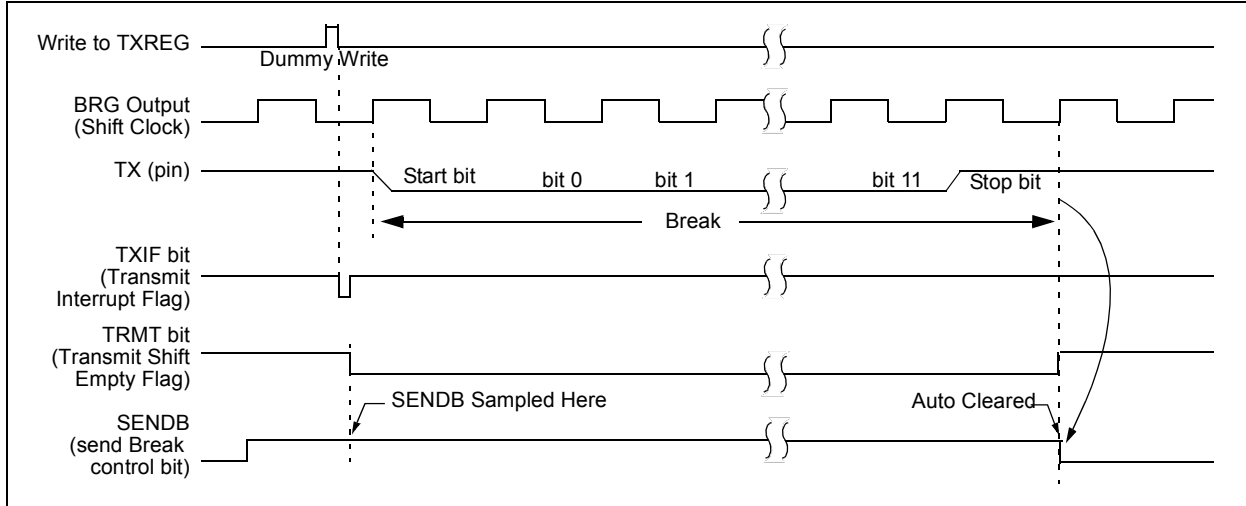 Write to TXREG
Dummy Write
BRG Output
(Shift Clock)
TX (pin)
Start bit
bit 0
bit 1
bit 11
Stop bit
Break
TXIF bit
(Transmit
Interrupt Flag)
TRMT bit
(Transmit Shift
Empty Flag)
SENDB Sampled Here
Auto Cleared
SENDB
(send Break
control bit)